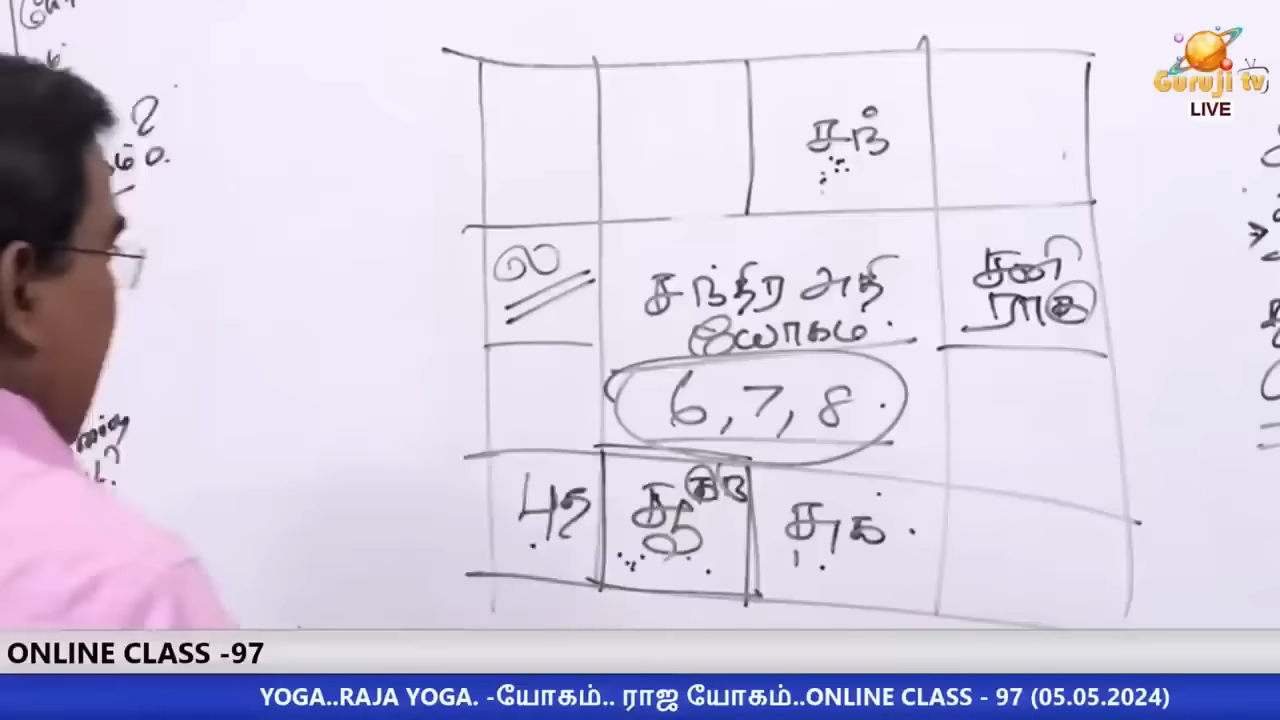 Guruji tv
LIVE
சந்
ல
சந்திர அதி
யோகம்.
சனி
ராகு
6, 7, 8.
புத
சூ
குரு
சுக்.
ONLINE CLASS -97
YOGA..RAJA YOGA. -யோகம்.. ராஜ யோகம்..ONLINE CLASS - 97 (05.05.2024)